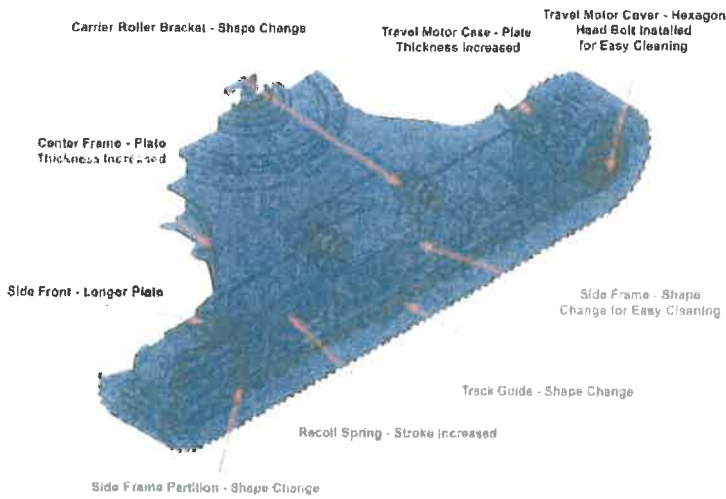 Carrier Roller Bracket - Shape Change
Travel Motor Case - Plate
Thickness Increased
Travel Motor Cover - Hexagon
Head Bolt Installed
for Easy Cleaning
Center Frame - Plate
Thickness Increased
Side Front - Longer Plate
Side Frame - Shape
Change for Easy Cleaning
Track Guide - Shape Change
Recoil Spring - Stroke Increased
Side Frame Partition - Shape Change